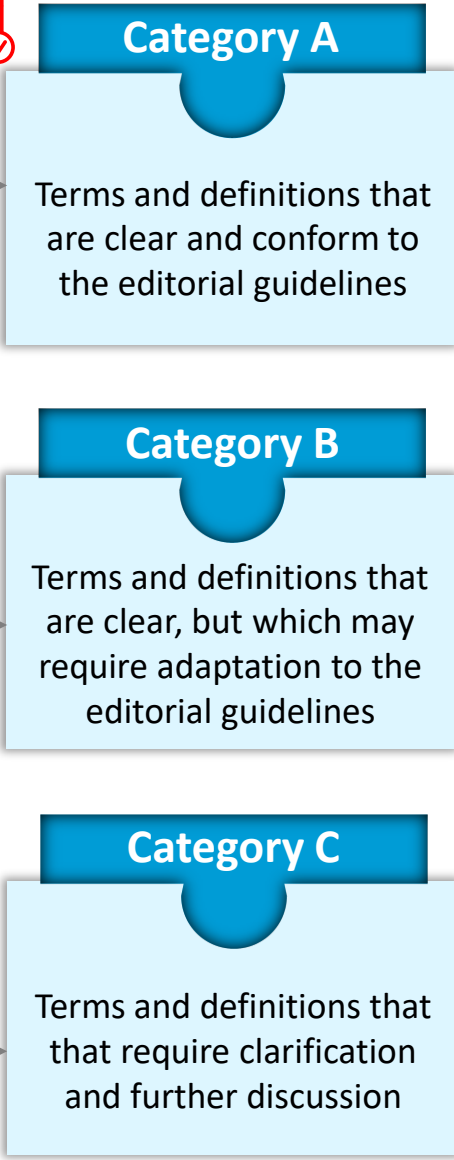 Category A
Terms and definitions that
are clear and conform to
the editorial guidelines
Category B
Terms and definitions that
are clear, but which may
require adaptation to the
editorial guidelines
Category C
Terms and definitions that
that require clarification
and further discussion